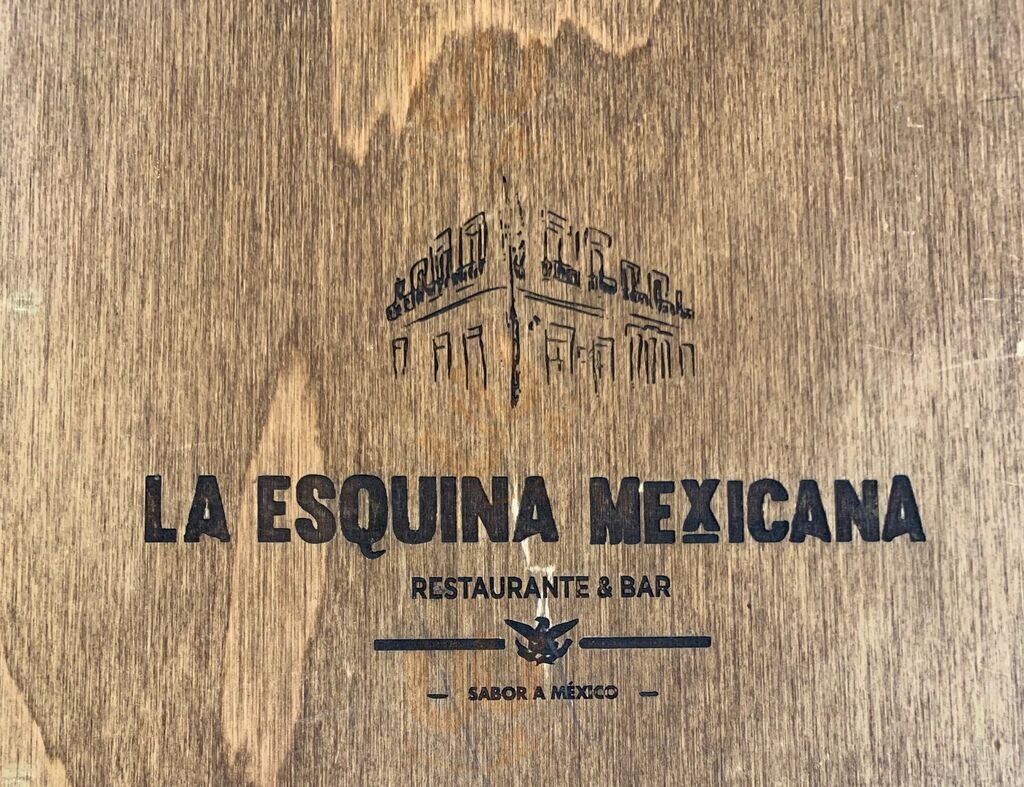 LA ESQUINA MEXICANA
RESTAURANTE & BAR
SABOR A MÉXICO